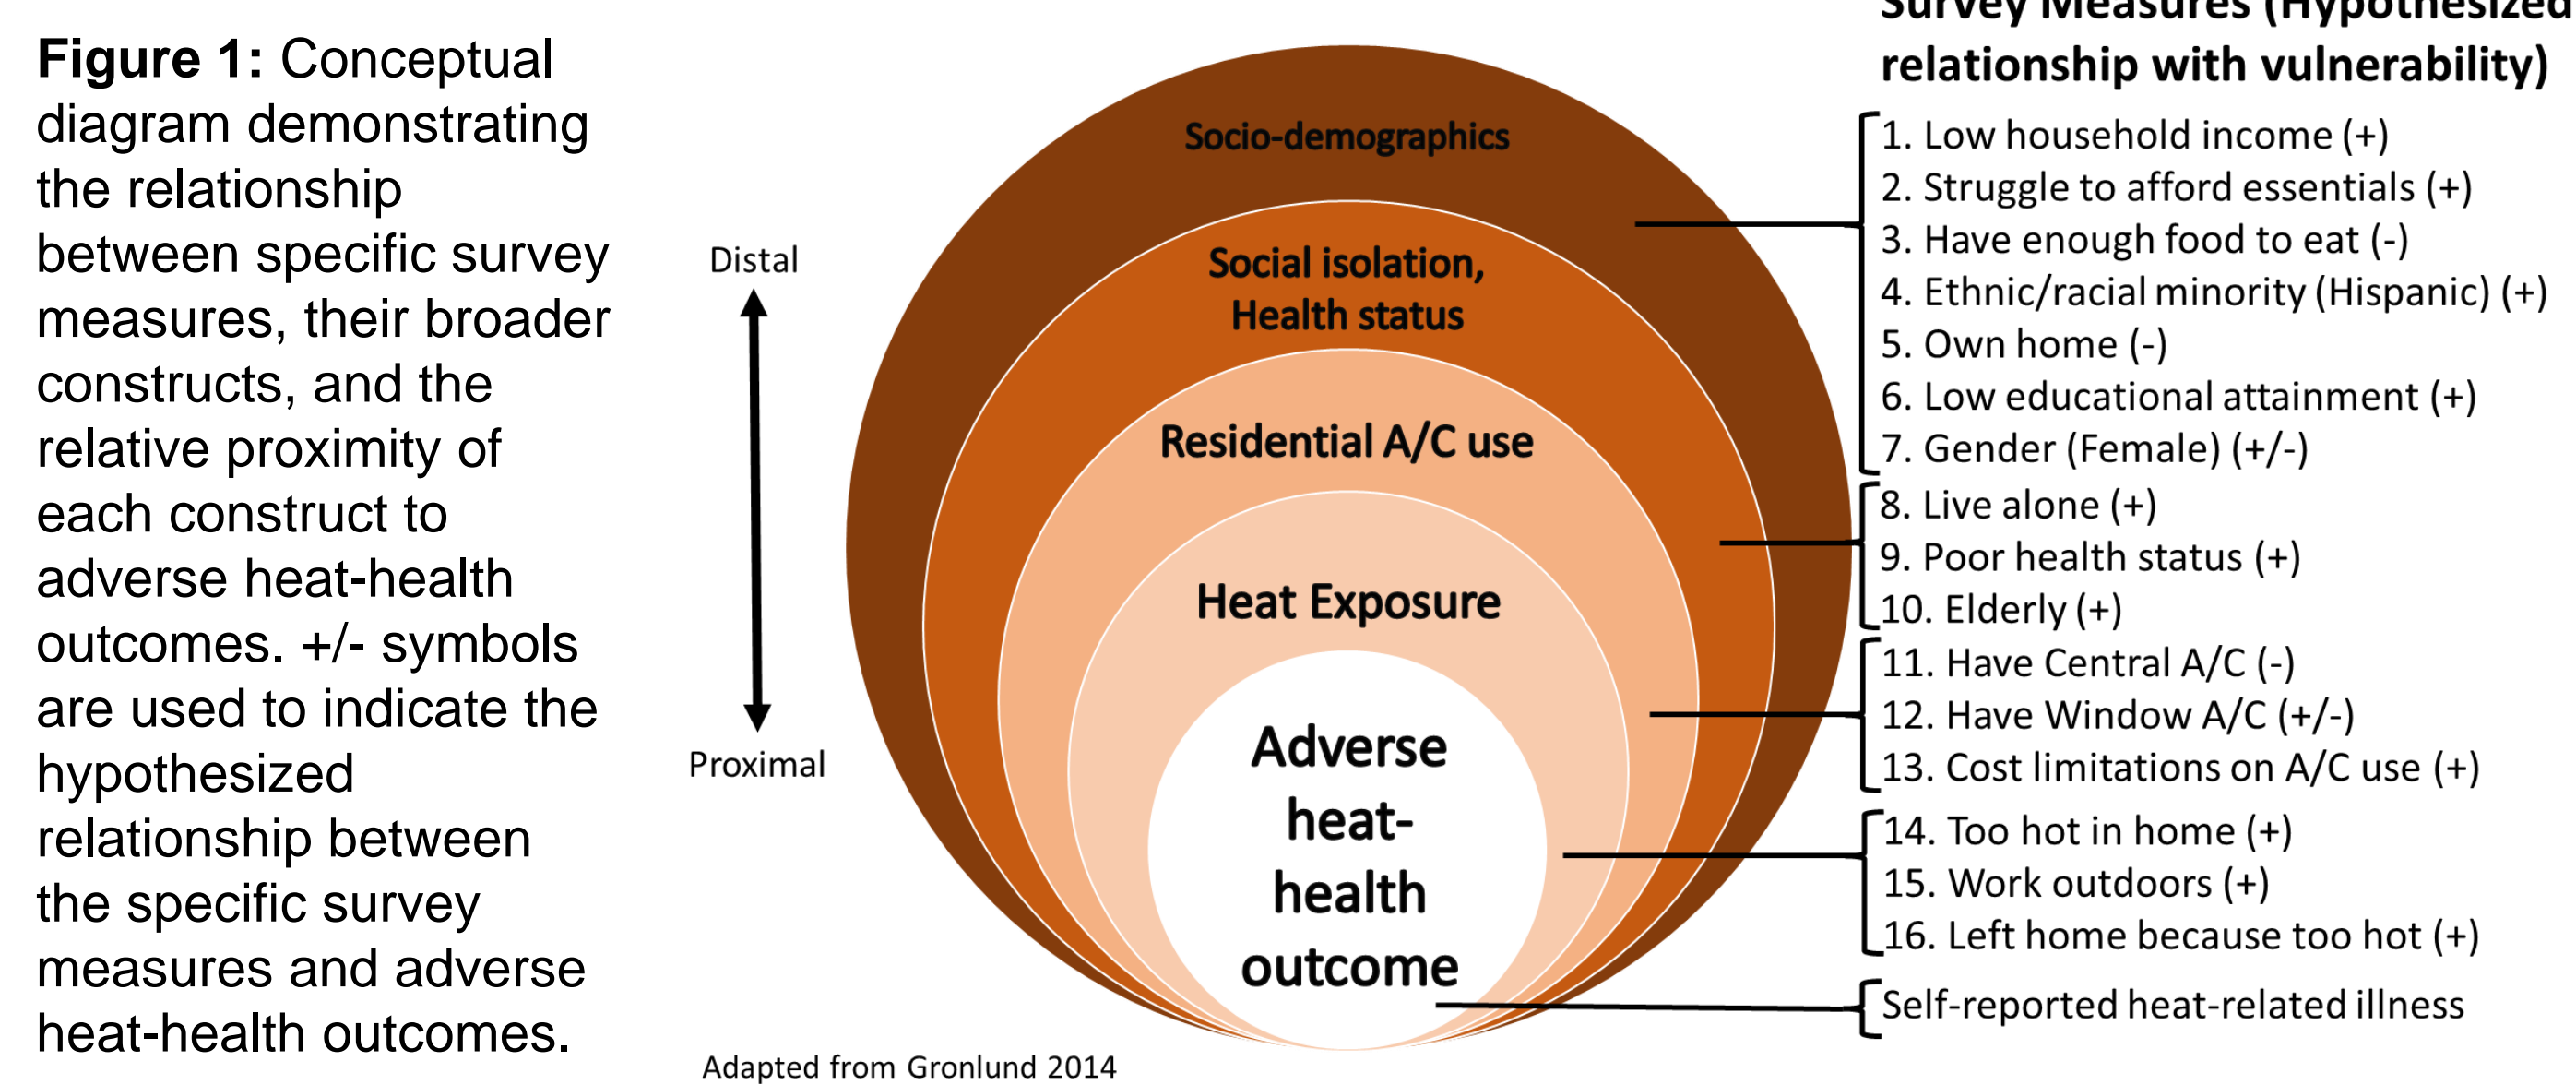 Figure 1: Conceptual
diagram demonstrating
the relationship
between specific survey
measures, their broader
constructs, and the
relative proximity of
each construct to
adverse heat-health
outcomes. +/- symbols
are used to indicate the
hypothesized
relationship between
the specific survey
measures and adverse
heat-health outcomes.
Distal
Proximal
Socio-demographics
Social isolation,
Health status
Residential A/C use
Heat Exposure
Adverse
heat-
health
outcome
Adapted from Gronlund 2014
Survey Measures (Hypothesized
relationship with vulnerability)
1. Low household income (+)
2. Struggle to afford essentials (+)
3. Have enough food to eat (-)
4. Ethnic/racial minority (Hispanic) (+)
5. Own home (-)
6. Low educational attainment (+)
7. Gender (Female) (+/-)
8. Live alone (+)
9. Poor health status (+)
10. Elderly (+)
11. Have Central A/C (-)
12. Have Window A/C (+/-)
13. Cost limitations on A/C use (+)
14. Too hot in home (+)
15. Work outdoors (+)
16. Left home because too hot (+)
Self-reported heat-related illness